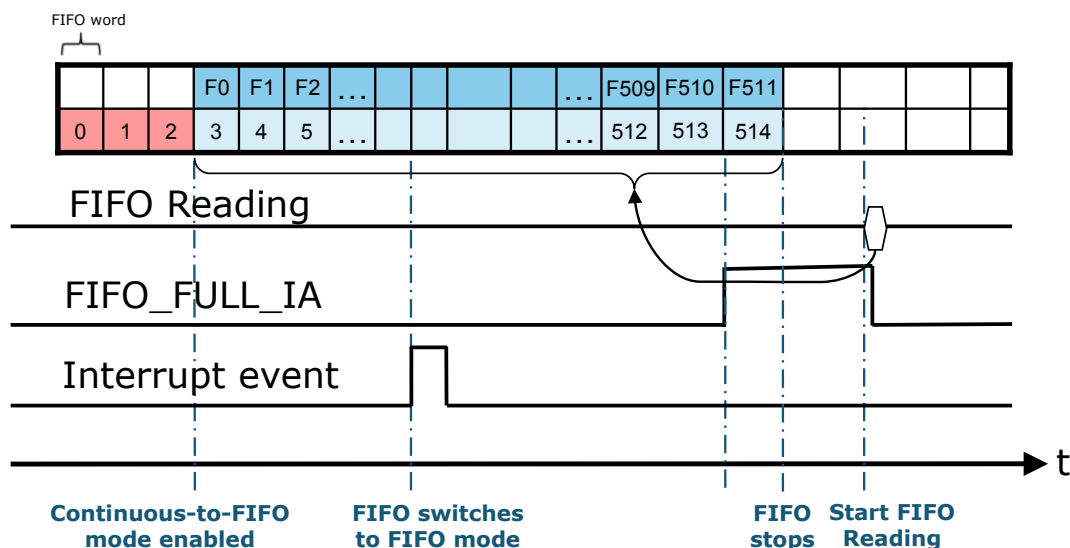 FIFO word
F0 F1 F2 ... ... F509 F510 F511
0 1 2 3 4 5 ... ... 512 513 514
FIFO Reading
FIFO_FULL_IA
Interrupt event
t
Continuous-to-FIFO
mode enabled
FIFO switches
to FIFO mode
FIFO
stops
Start FIFO
Reading